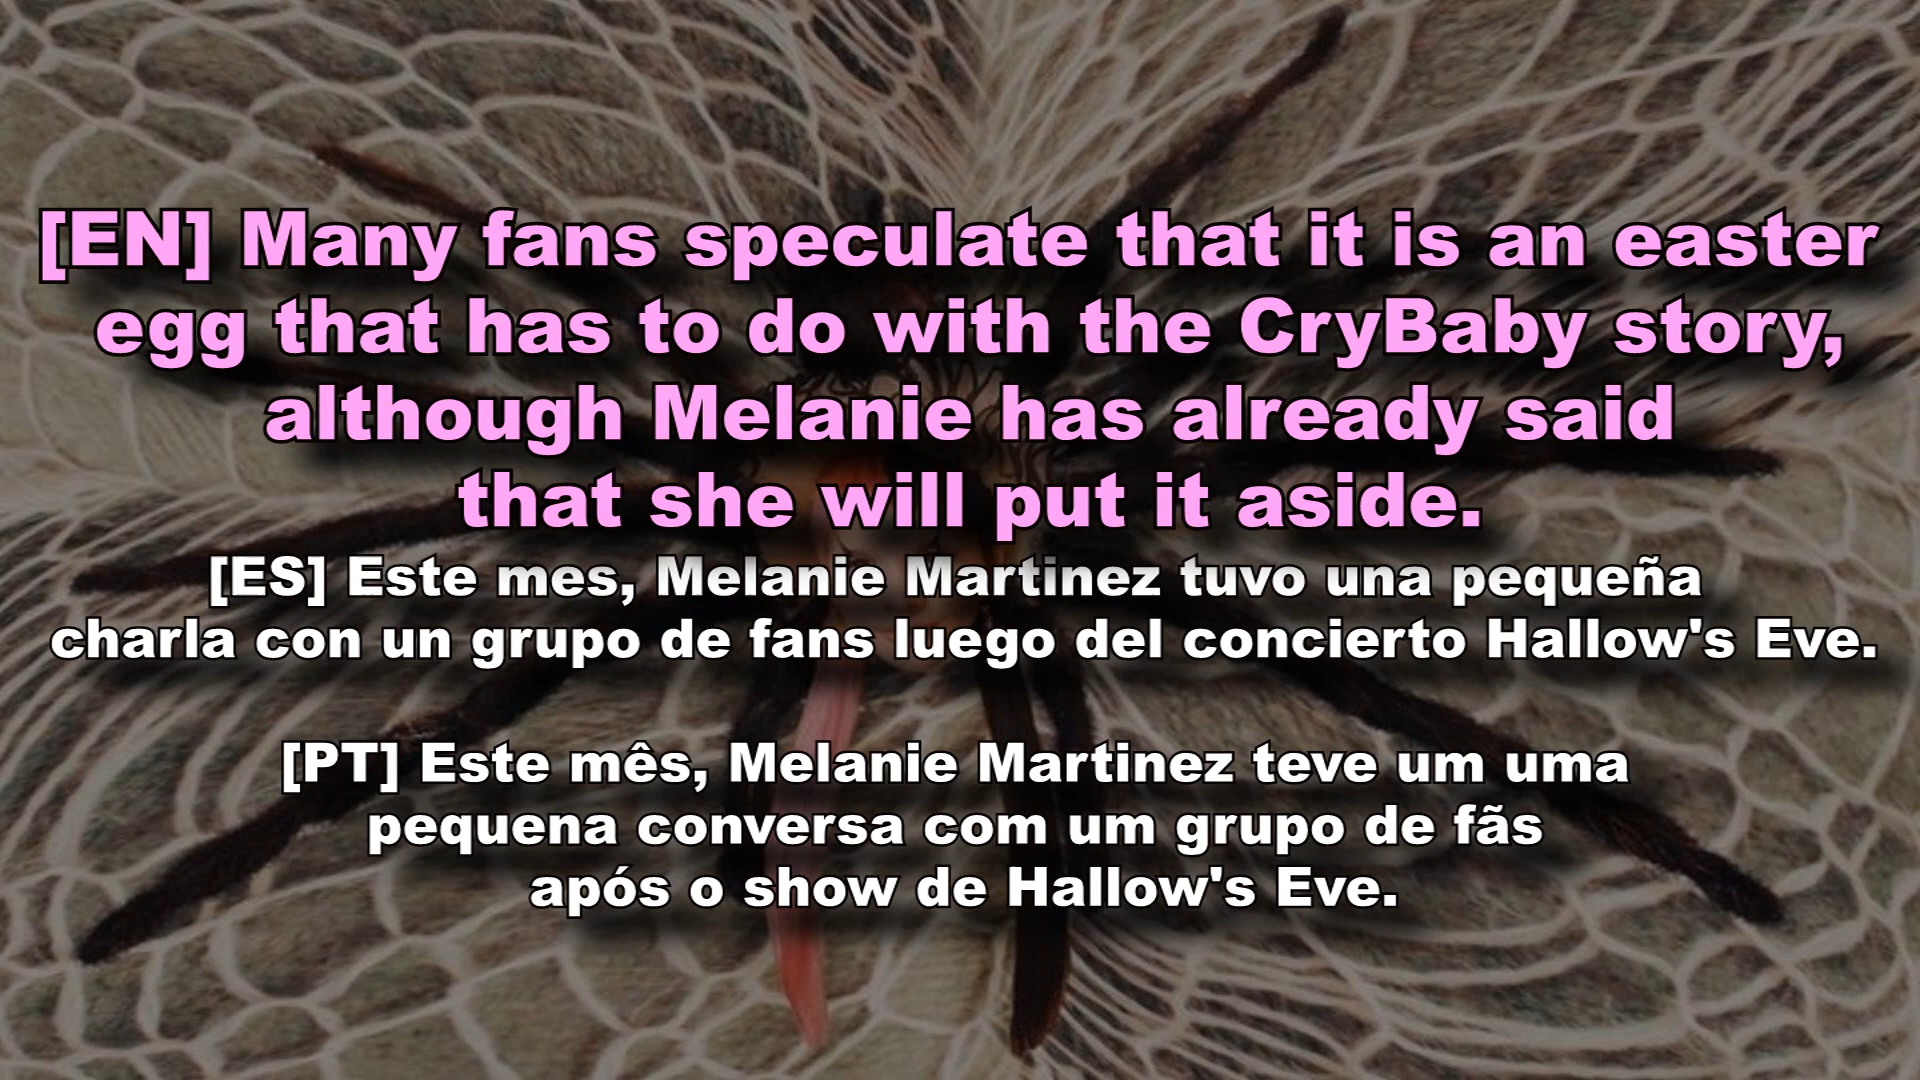 [EN] Many fans speculate that it is an easter
egg that has to do with the CryBaby story,
although Melanie has already said
that she will put it aside.
[ES] Este mes, Melanie Martinez tuvo una pequeña
charla con un grupo de fans luego del concierto Hallow's Eve.
[PT] Este mês, Melanie Martinez teve um uma
pequena conversa com um grupo de fãs
após o show de Hallow's Eve.